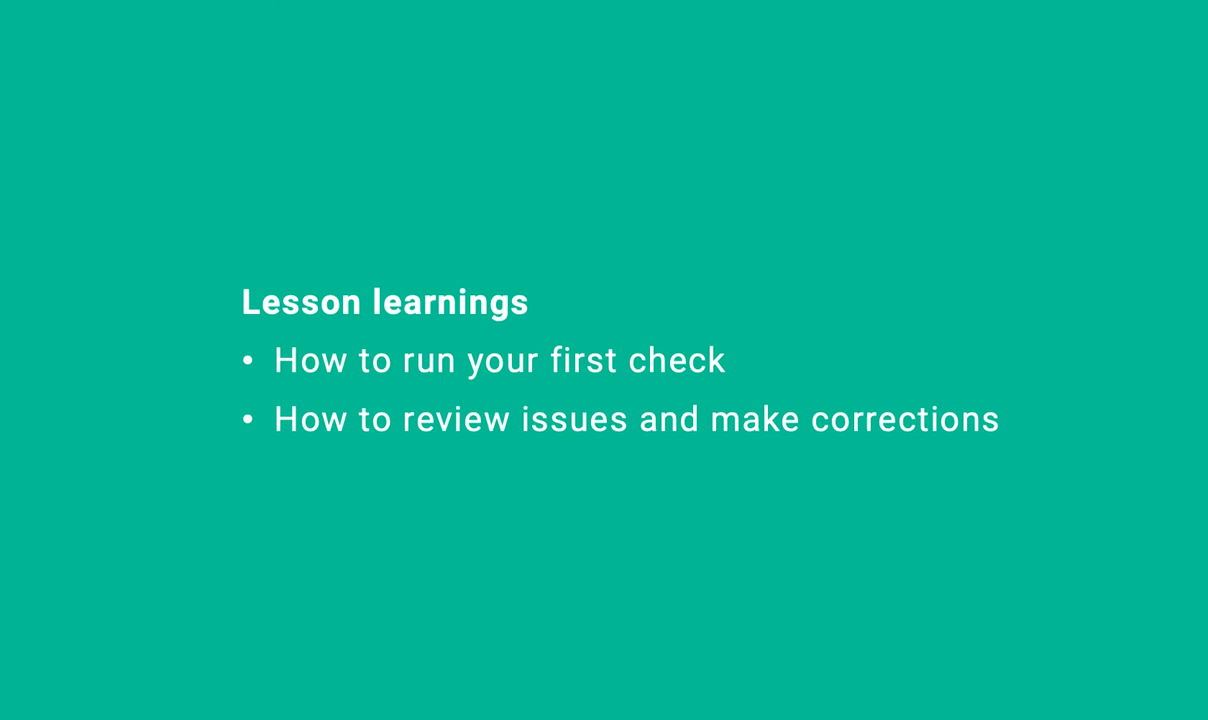 Lesson learnings
• How to run your first check
• How to review issues and make corrections